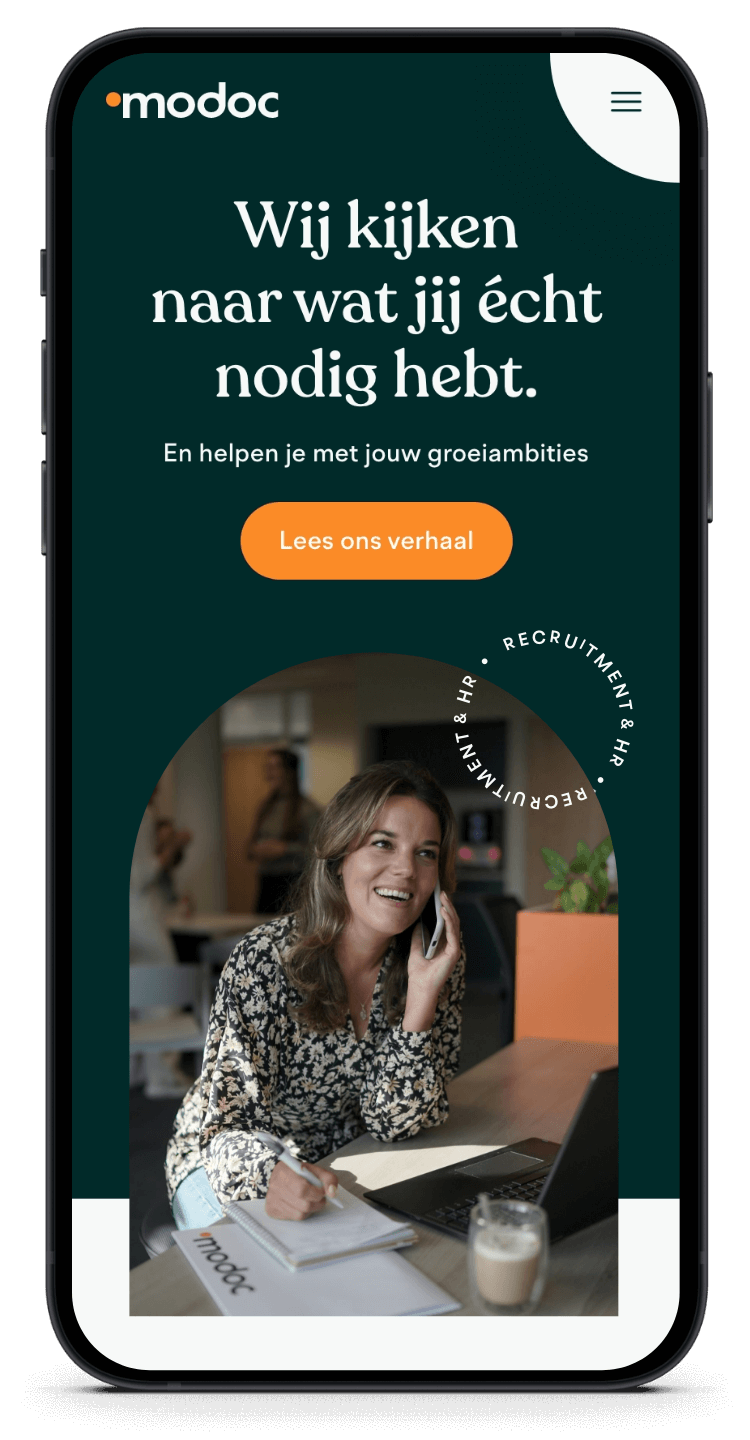 modoc
Wij kijken
naar wat jij écht
nodig hebt.
En helpen je met jouw groeiambities
Lees ons verhaal
RECRUITMENT & HR • RECRUITMENT & HR •
modoc